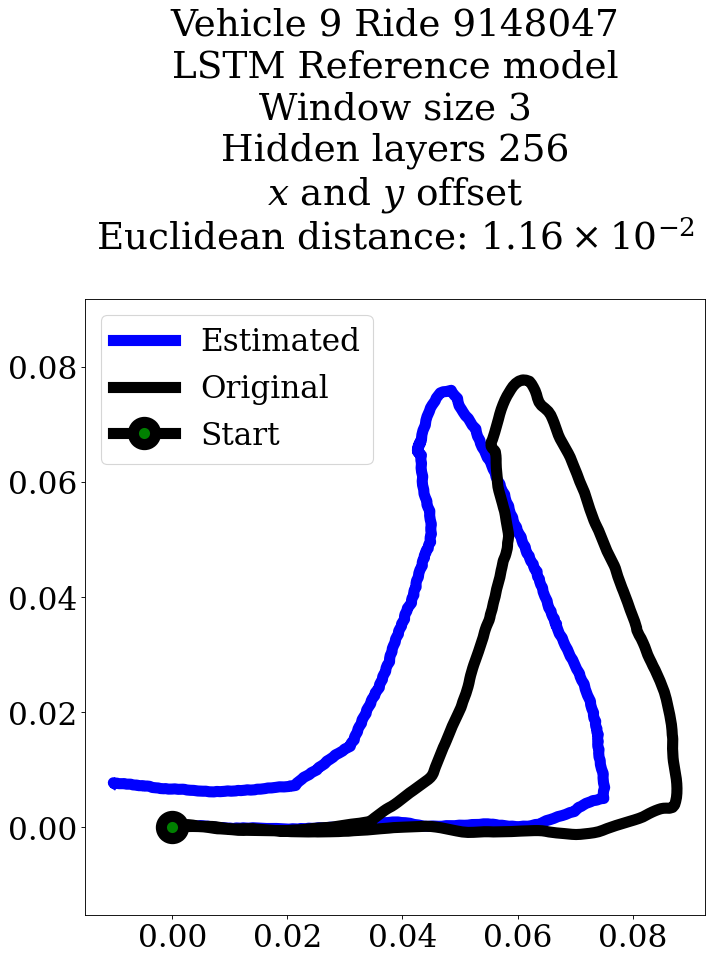 Vehicle 9 Ride 9148047
LSTM Reference model
Window size 3
Hidden layers 256
x and y offset
Euclidean distance: 1.16 × 10⁻²
Estimated
Original
Start
0.08
0.06
0.04
0.02
0.00
0.00 0.02 0.04 0.06 0.08